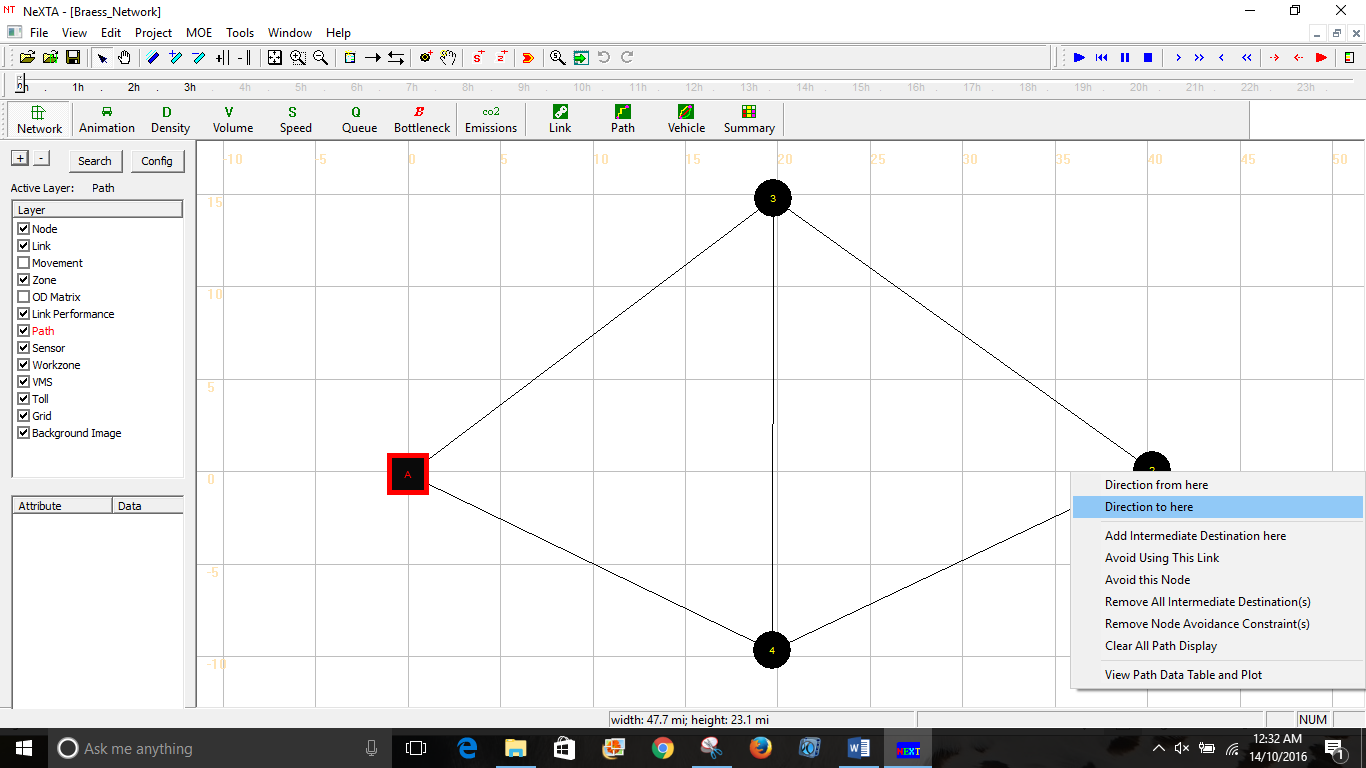 NeXTA - [Braess_Network]
File View Edit Project MOE Tools Window Help
1h 2h 3h 4h 5h 6h 7h 8h 9h 10h 11h 12h 13h 14h 15h 16h 17h 18h 19h 20h 21h 22h 23h
D V S Q B co2
Network Animation Density Volume Speed Queue Bottleneck Emissions Link Path Vehicle Summary
+ - Search Config
Active Layer: Path
Layer
Node
Link
Movement
Zone
OD Matrix
Link Performance
Path
Sensor
Workzone
VMS
Toll
Grid
Background Image
Attribute Data
-10 -5 0 5 10 15 20 25 30 35 40 45 50
15
10
5
0
-5
-10
3
A
4
Direction from here
Direction to here
Add Intermediate Destination here
Avoid Using This Link
Avoid this Node
Remove All Intermediate Destination(s)
Remove Node Avoidance Constraint(s)
Clear All Path Display
View Path Data Table and Plot
width: 47.7 mi; height: 23.1 mi
NUM
Ask me anything
NEXT
12:32 AM
14/10/2016
1